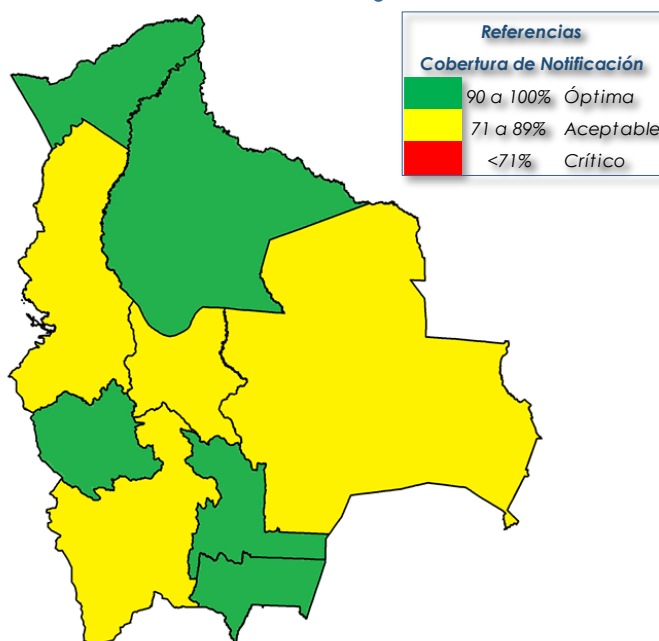 Referencias
Cobertura de Notificación
90 a 100% Óptima
71 a 89% Aceptable
<71% Crítico